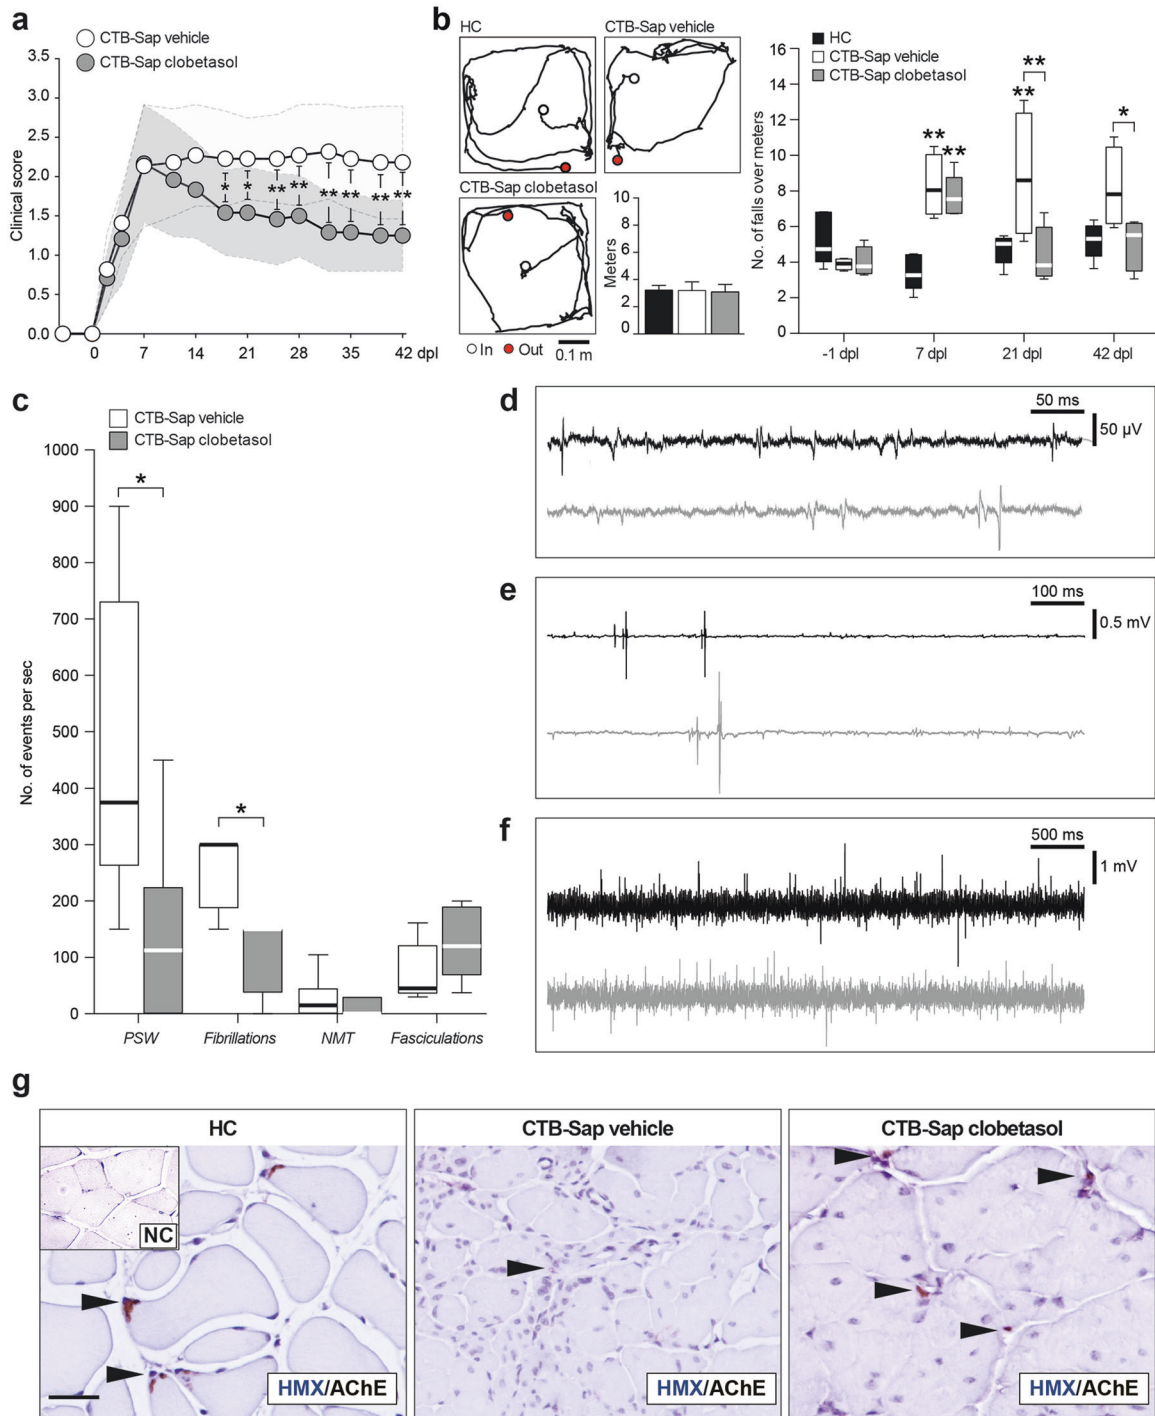 a
CTB-Sap vehicle
CTB-Sap clobetasol
Clinical score
3.5
3.0
2.5
2.0
1.5
1.0
0.5
0.0
* * ** ** ** ** ** **
0 7 14 21 28 35 42 dpl
b
HC
CTB-Sap vehicle
CTB-Sap clobetasol
In Out 0.1 m
Meters
10
8
6
4
2
0
HC
CTB-Sap vehicle
CTB-Sap clobetasol
No. of falls over meters
16
14
12
10
8
6
4
2
0
** ** ** ** *
-1 dpl 7 dpl 21 dpl 42 dpl
c
CTB-Sap vehicle
CTB-Sap clobetasol
No. of events per sec
1000
900
800
700
600
500
400
300
200
100
0
* *
PSW Fibrillations NMT Fasciculations
d
50 ms
50 µV
e
100 ms
0.5 mV
f
500 ms
1 mV
g
HC
NC
HMX/AChE
CTB-Sap vehicle
HMX/AChE
CTB-Sap clobetasol
HMX/AChE